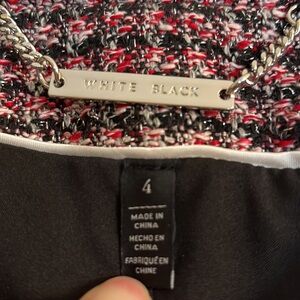 WHITE BLACK
4
MADE IN
CHINA
HECHO EN
CHINA
FABRIQUÉ EN
CHINE